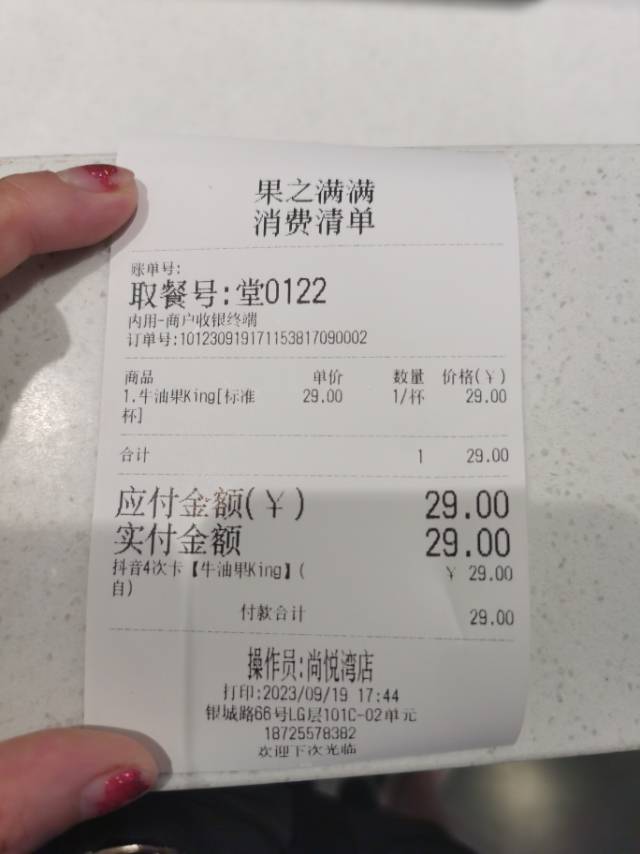 果之满满
消费清单
账单号:
取餐号:堂0122
内用-商户收银终端
订单号:101230919171153817090002
商品 单价 数量 价格(¥)
1.牛油果King[标准 29.00 1/杯 29.00
杯]
合计 1 29.00
应付金额(¥) 29.00
实付金额 29.00
抖音4次卡【牛油果King】( ¥ 29.00
自)
付款合计 29.00
操作员:尚悦湾店
打印:2023/09/19 17:44
银城路66号LG层101C-02单元
18725578382
欢迎下次光临